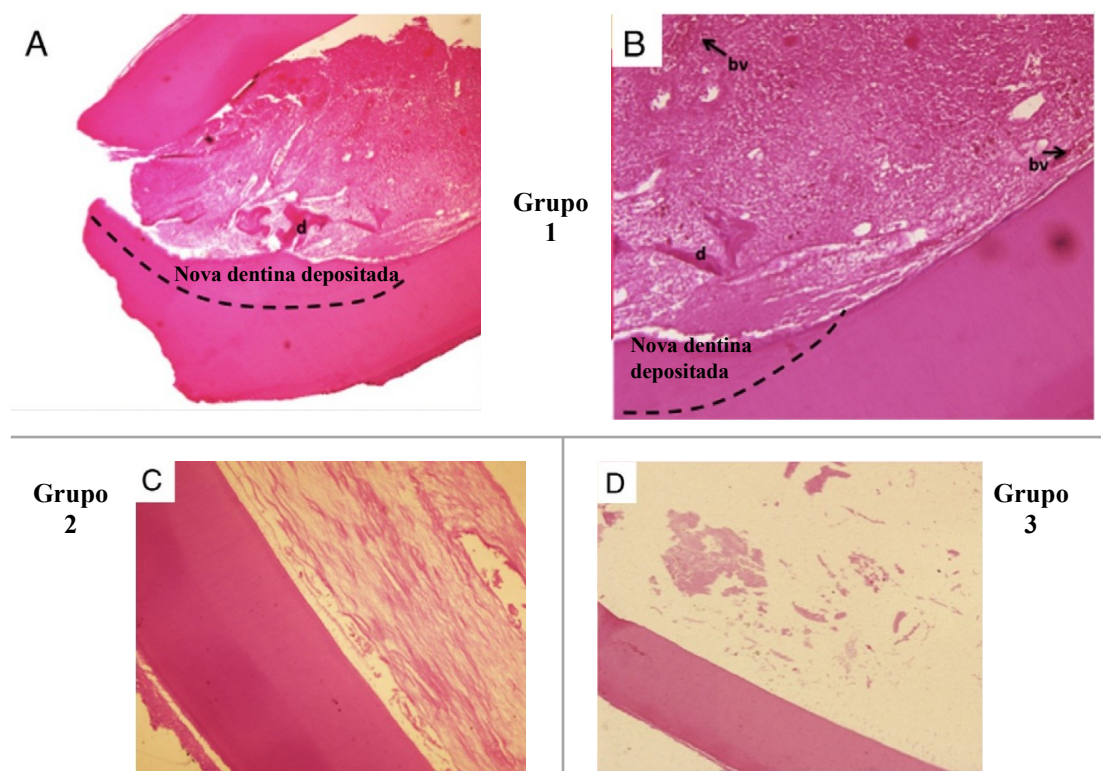 A
d
Nova dentina depositada
Grupo
1
B
bv
bv
d
Nova dentina
depositada
Grupo
2
C
D
Grupo
3